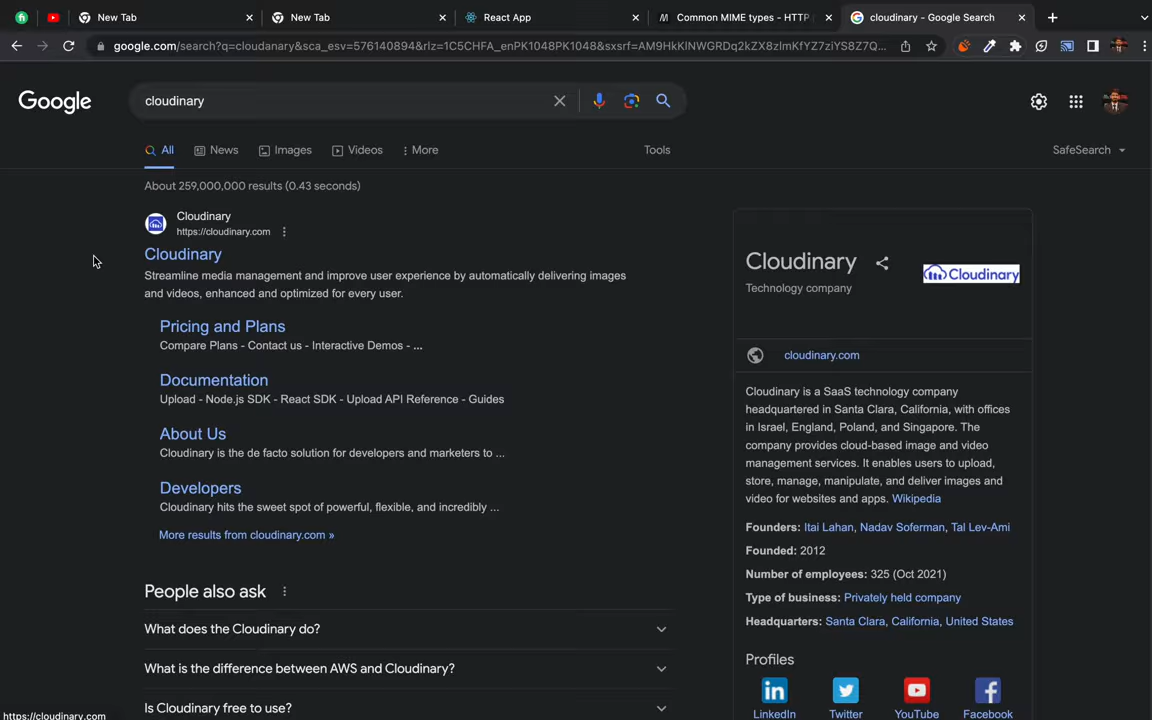 New Tab
New Tab
React App
Common MIME types - HTTP
cloudinary - Google Search
google.com/search?q=cloudanary&sca_esv=576140894&rlz=1C5CHFA_enPK1048PK1048&sxsrf=AM9HkKlNWGRDq2kZX8zlmKfYZ7ziYS8Z7Q...
Google
cloudinary
All
News
Images
Videos
More
Tools
SafeSearch
About 259,000,000 results (0.43 seconds)
Cloudinary
https://cloudinary.com
Cloudinary
Streamline media management and improve user experience by automatically delivering images
and videos, enhanced and optimized for every user.
Pricing and Plans
Compare Plans - Contact us - Interactive Demos - ...
Documentation
Upload - Node.js SDK - React SDK - Upload API Reference - Guides
About Us
Cloudinary is the de facto solution for developers and marketers to ...
Developers
Cloudinary hits the sweet spot of powerful, flexible, and incredibly ...
More results from cloudinary.com »
People also ask
What does the Cloudinary do?
What is the difference between AWS and Cloudinary?
Is Cloudinary free to use?
https://cloudinary.com
Cloudinary
Technology company
Cloudinary
cloudinary.com
Cloudinary is a SaaS technology company
headquartered in Santa Clara, California, with offices
in Israel, England, Poland, and Singapore. The
company provides cloud-based image and video
management services. It enables users to upload,
store, manage, manipulate, and deliver images and
video for websites and apps. Wikipedia
Founders: Itai Lahan, Nadav Soferman, Tal Lev-Ami
Founded: 2012
Number of employees: 325 (Oct 2021)
Type of business: Privately held company
Headquarters: Santa Clara, California, United States
Profiles
LinkedIn
Twitter
YouTube
Facebook